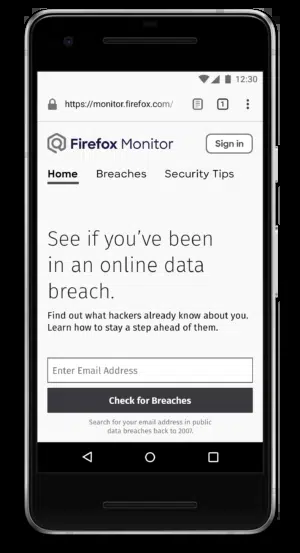 12:30
https://monitor.firefox.com/
1
Firefox Monitor
Sign in
Home Breaches Security Tips
See if you’ve been
in an online data
breach.
Find out what hackers already know about you.
Learn how to stay a step ahead of them.
Enter Email Address
Check for Breaches
Search for your email address in public
data breaches back to 2007.